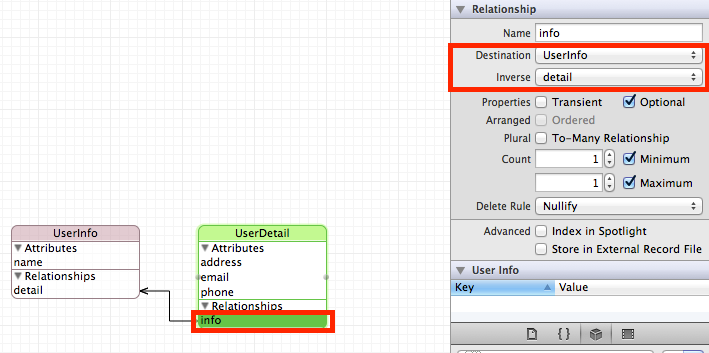 UserInfo
Attributes
name
Relationships
detail
UserDetail
Attributes
address
email
phone
Relationships
info
Relationship
Name info
Destination UserInfo
Inverse detail
Properties Transient Optional
Arranged Ordered
Plural To-Many Relationship
Count 1 Minimum
1 Maximum
Delete Rule Nullify
Advanced Index in Spotlight
Store in External Record File
User Info
Key Value
{ }